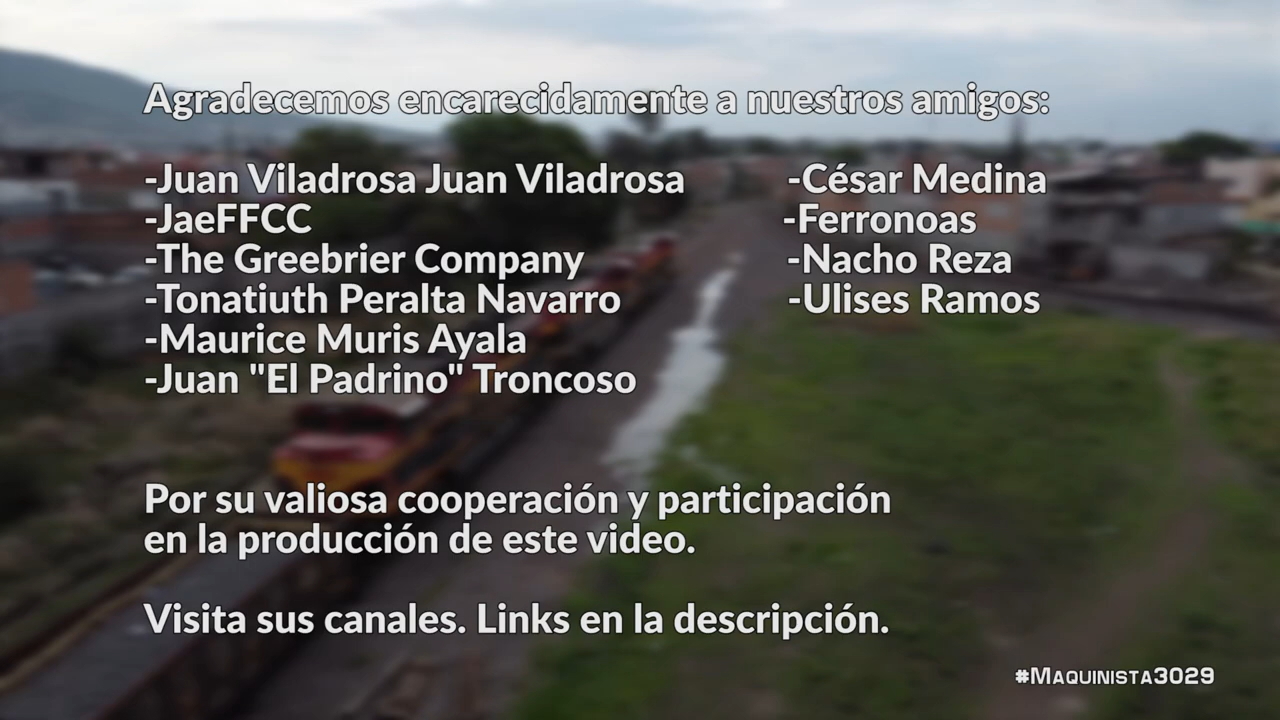 Agradecemos encarecidamente a nuestros amigos:
-Juan Viladrosa Juan Viladrosa
-JaeFFCC
-The Greebrier Company
-Tonatiuth Peralta Navarro
-Maurice Muris Ayala
-Juan "El Padrino" Troncoso
-César Medina
-Ferronoas
-Nacho Reza
-Ulises Ramos
Por su valiosa cooperación y participación
en la producción de este video.
Visita sus canales. Links en la descripción.
#Maquinista3029